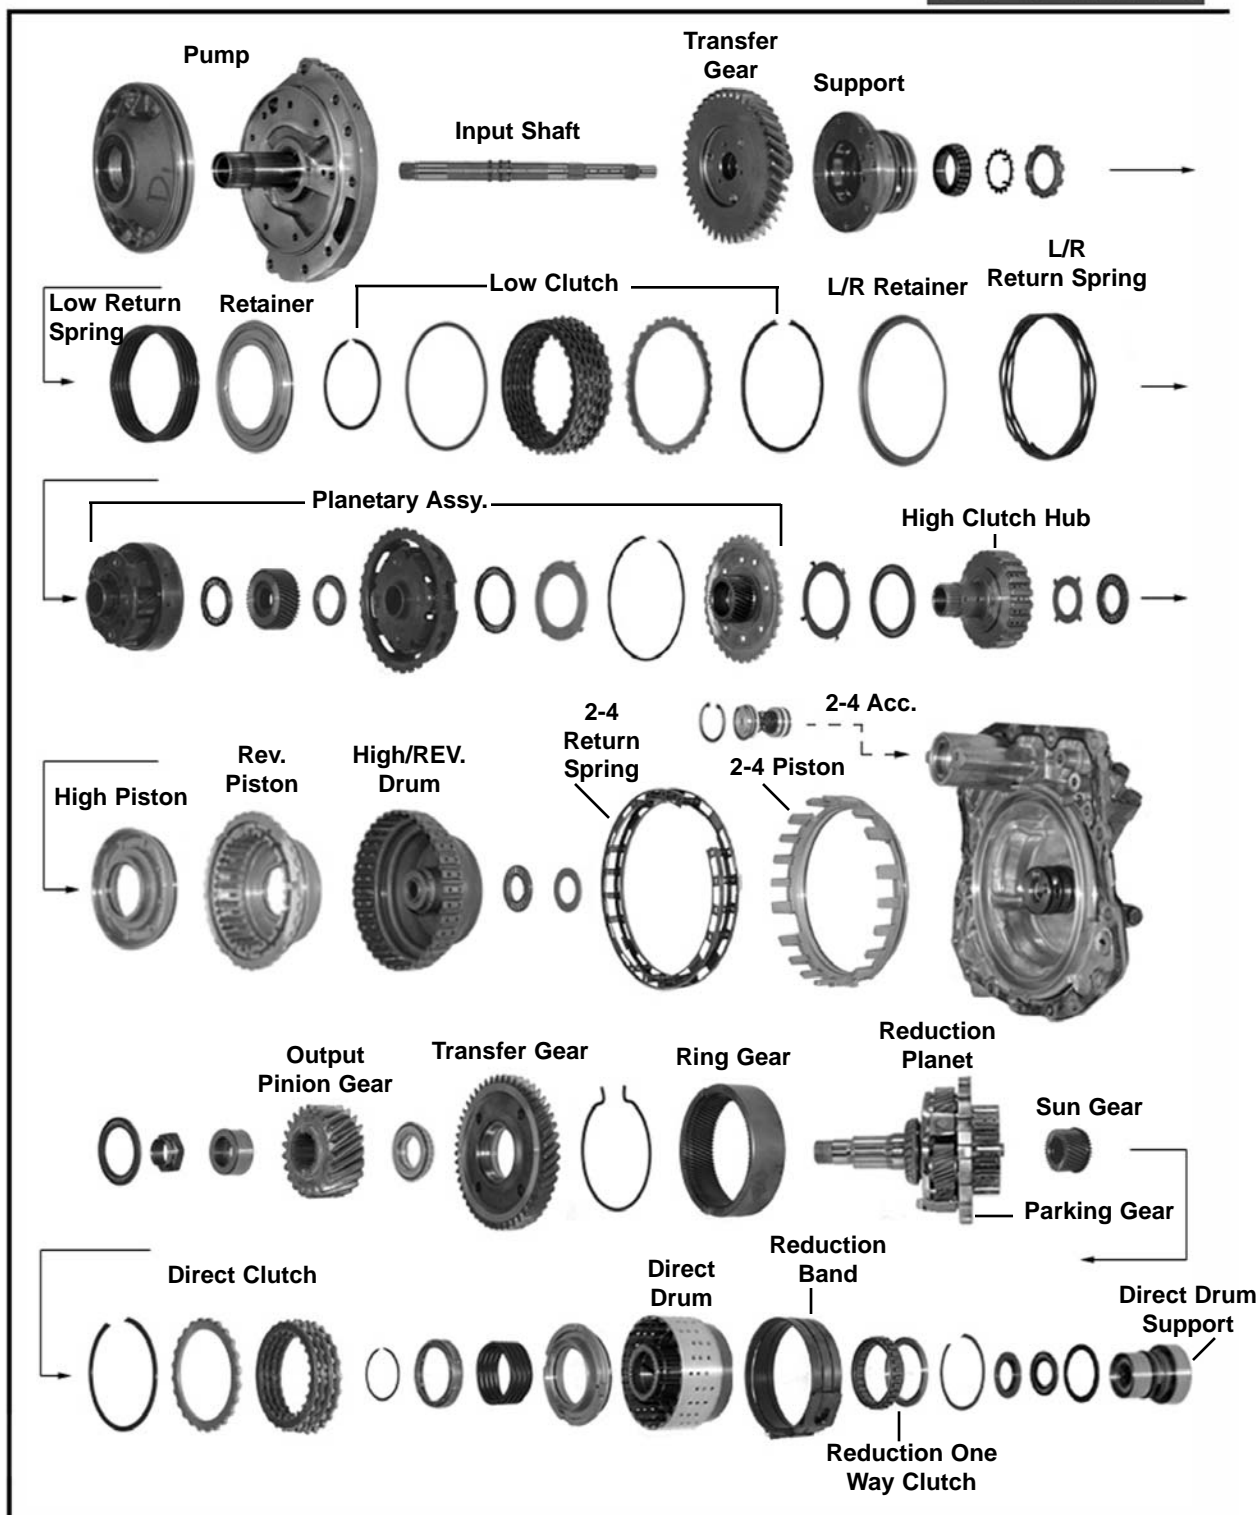 Pump
Transfer
Gear
Support
Input Shaft
Low Return
Spring
Retainer
Low Clutch
L/R Retainer
L/R
Return Spring
Planetary Assy.
High Clutch Hub
High Piston
Rev.
Piston
High/REV.
Drum
2-4
Return
Spring
2-4 Acc.
2-4 Piston
Output
Pinion Gear
Transfer Gear
Ring Gear
Reduction
Planet
Sun Gear
Parking Gear
Direct Clutch
Direct
Drum
Reduction
Band
Direct Drum
Support
Reduction One
Way Clutch